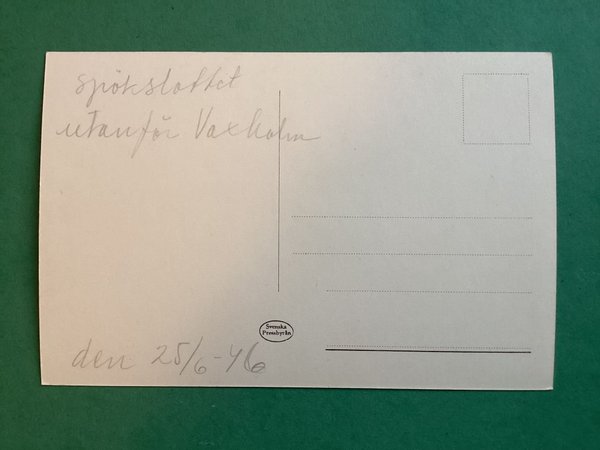 spökslottet
utanför Vaxholm
Svenska
Pressbyrån
den 25/6-46